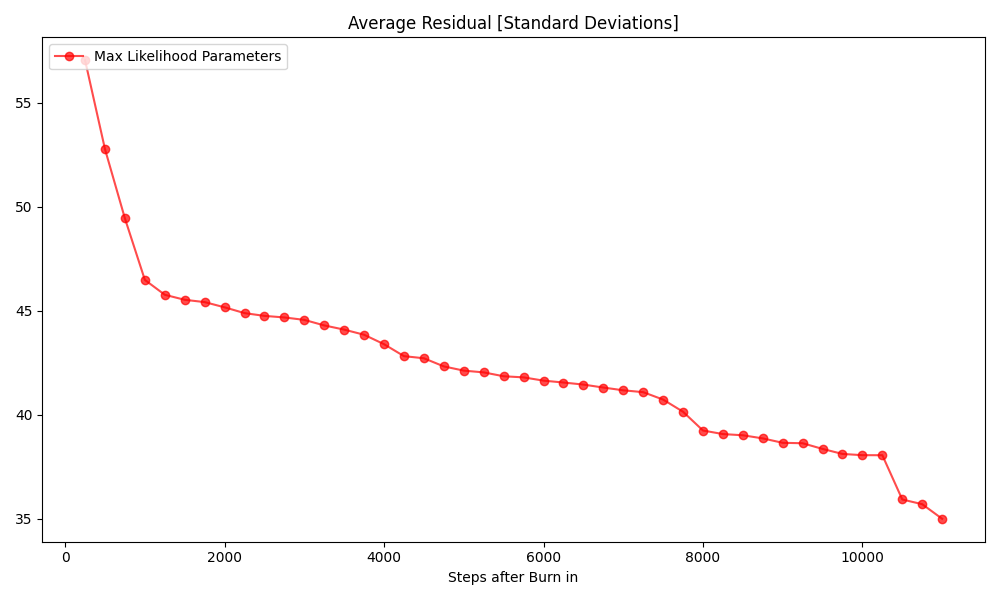 Average Residual [Standard Deviations]
Max Likelihood Parameters
55
50
45
40
35
0 2000 4000 6000 8000 10000
Steps after Burn in